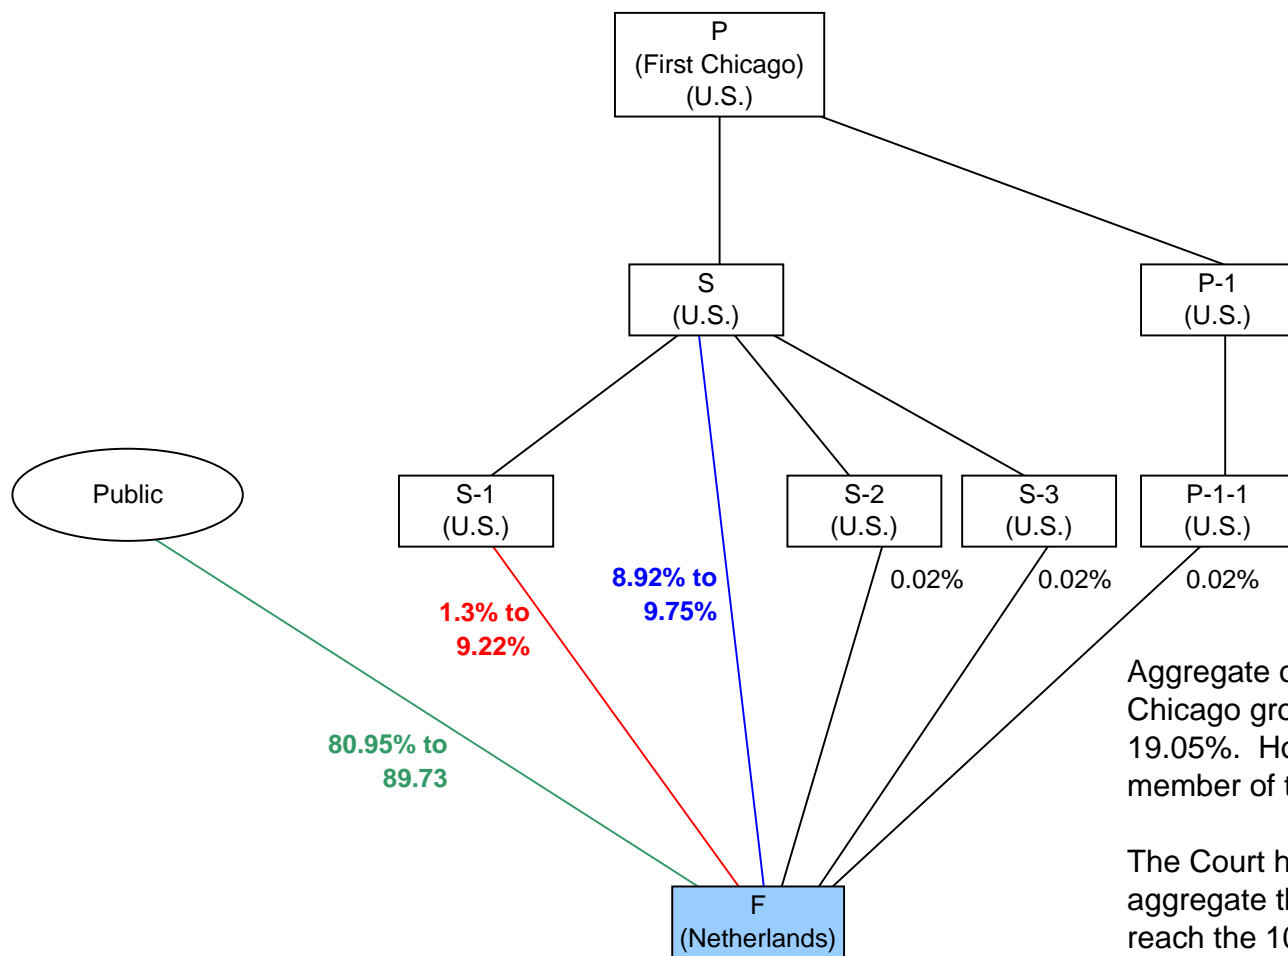 P
(First Chicago)
(U.S.)
S
(U.S.)
P-1
(U.S.)
Public
S-1
(U.S.)
S-2
(U.S.)
S-3
(U.S.)
P-1-1
(U.S.)
8.92% to
9.75%
0.02%
0.02%
0.02%
1.3% to
9.22%
80.95% to
89.73
Aggregate
Chicago
19.05%.
member of
The Court
aggregate
reach the
F
(Netherlands)